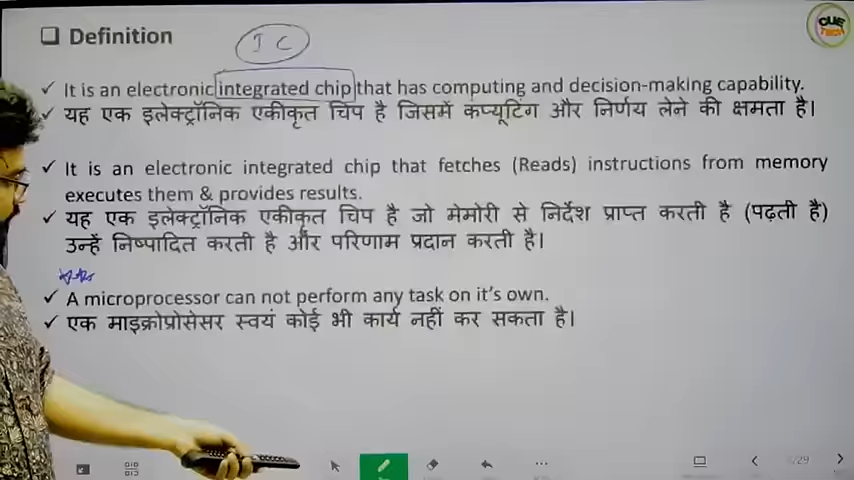 Definition
I C
It is an electronic integrated chip that has computing and decision-making capability.
यह एक इलेक्ट्रॉनिक एकीकृत चिप है जिसमें कंप्यूटिंग और निर्णय लेने की क्षमता है।
It is an electronic integrated chip that fetches (Reads) instructions from memory
executes them & provides results.
यह एक इलेक्ट्रॉनिक एकीकृत चिप है जो मेमोरी से निर्देश प्राप्त करती है (पढ़ती है)
उन्हें निष्पादित करती है और परिणाम प्रदान करती है।
A microprocessor can not perform any task on it's own.
एक माइक्रोप्रोसेसर स्वयं कोई भी कार्य नहीं कर सकता है।
CUE
TECH
/29